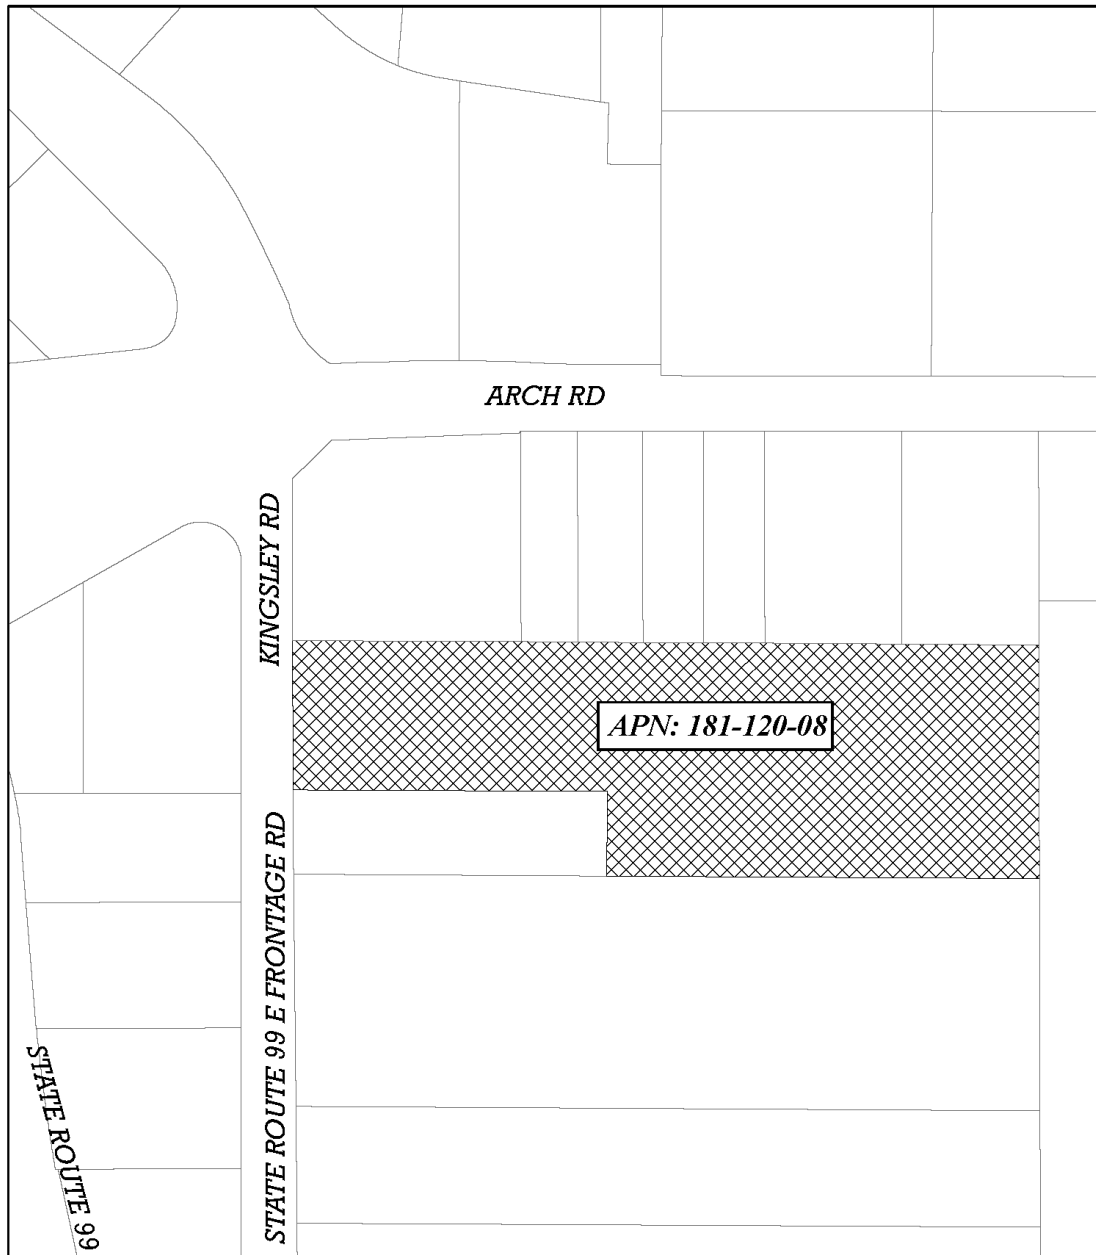 ARCH RD
KINGSLEY RD
APN: 181-120-08
STATE ROUTE 99 E FRONTAGE RD
STATE ROUTE 99